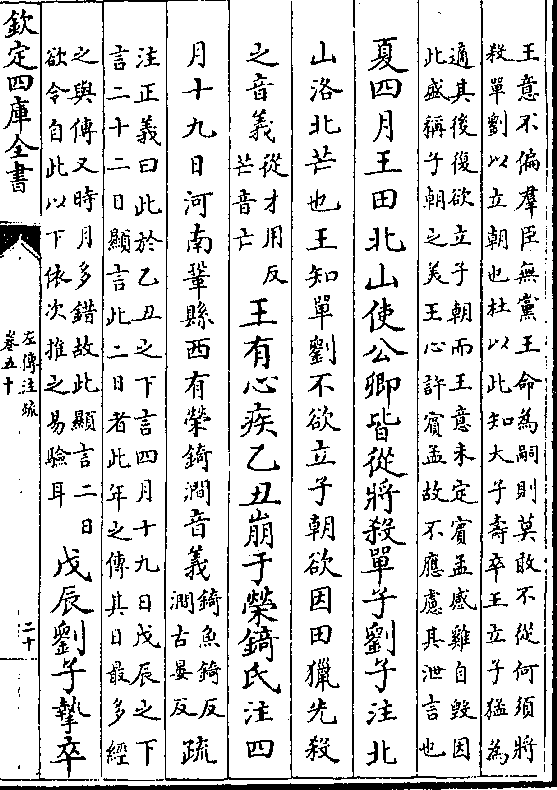 王意不偏羣臣無黨王命為嗣則莫敢不從何須將
殺單劉以立朝也杜以此知大子壽卒王立子猛為
適其後復欲立子朝而王意未定賓孟感雞自毀因
此盛稱子朝之美王心許賓孟故不應慮其泄言也
夏四月王田北山使公卿皆從將殺單子劉子注北
山洛北芒也王知單劉不欲立子朝欲因田獵先殺
之音義從才用反芒音亡王有心疾乙丑崩于榮錡氏注四
月十九日河南鞏縣西有榮錡澗音義錡魚錡反澗古晏反疏
注正義曰此於乙丑之下言四月十九日戊辰之下
言二十二日顯言此二日者此年之傳其日最多經
之與傳又時月多錯故此顯言二日
欲令自此以下依次推之易驗耳
戊辰劉子摯卒
欽定四庫全書
左傳注疏
卷五十
二十